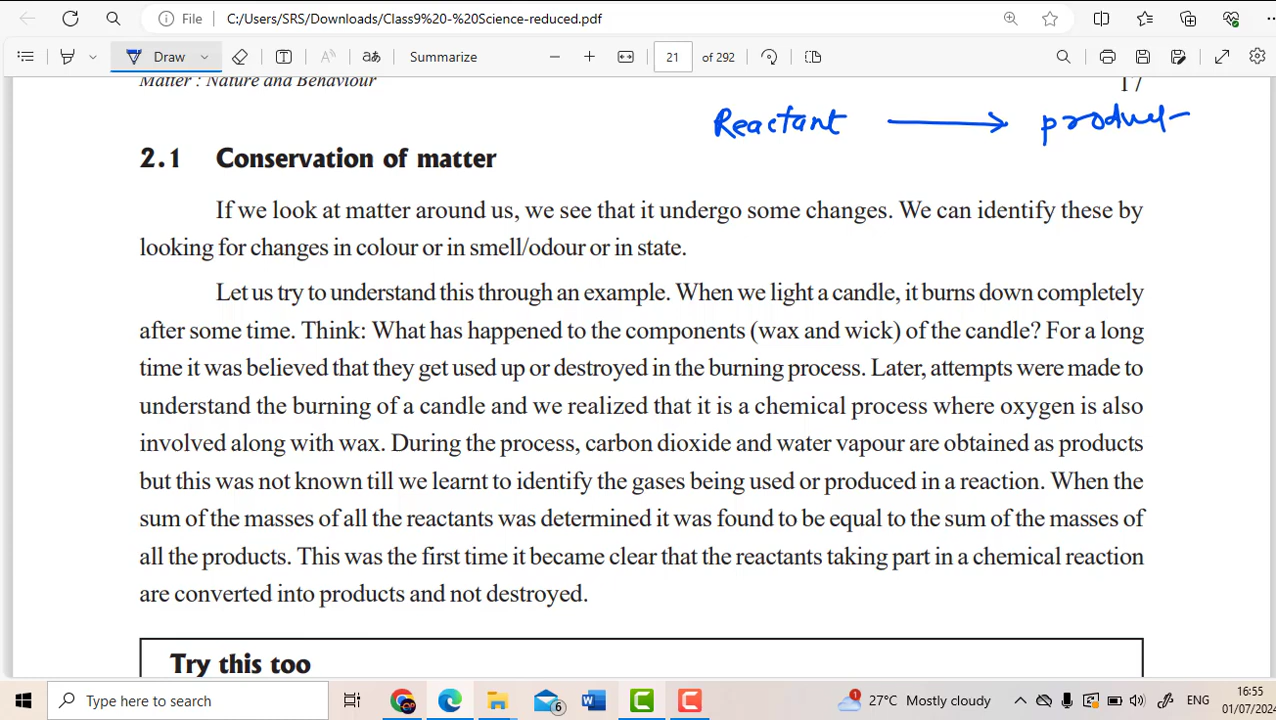 File C:/Users/SRS/Downloads/Class9%20-%20Science-reduced.pdf
Draw aあ Summarize 21 of 292
Matter : Nature and Behaviour 17
Reactant → product
2.1 Conservation of matter
If we look at matter around us, we see that it undergo some changes. We can identify these by
looking for changes in colour or in smell/odour or in state.
Let us try to understand this through an example. When we light a candle, it burns down completely
after some time. Think: What has happened to the components (wax and wick) of the candle? For a long
time it was believed that they get used up or destroyed in the burning process. Later, attempts were made to
understand the burning of a candle and we realized that it is a chemical process where oxygen is also
involved along with wax. During the process, carbon dioxide and water vapour are obtained as products
but this was not known till we learnt to identify the gases being used or produced in a reaction. When the
sum of the masses of all the reactants was determined it was found to be equal to the sum of the masses of
all the products. This was the first time it became clear that the reactants taking part in a chemical reaction
are converted into products and not destroyed.
Try this too
Type here to search 6 1 27°C Mostly cloudy ENG 16:55
01/07/2024